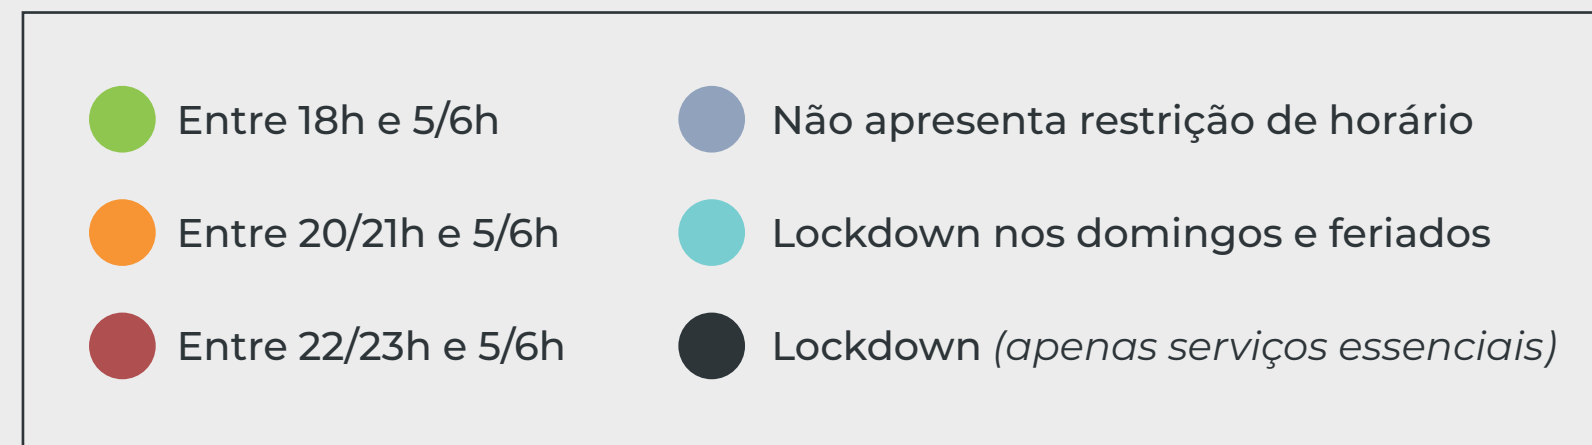 Entre 18h e 5/6h
Entre 20/21h e 5/6h
Entre 22/23h e 5/6h
Não apresenta restrição de horário
Lockdown nos domingos e feriados
Lockdown (apenas serviços essenciais)